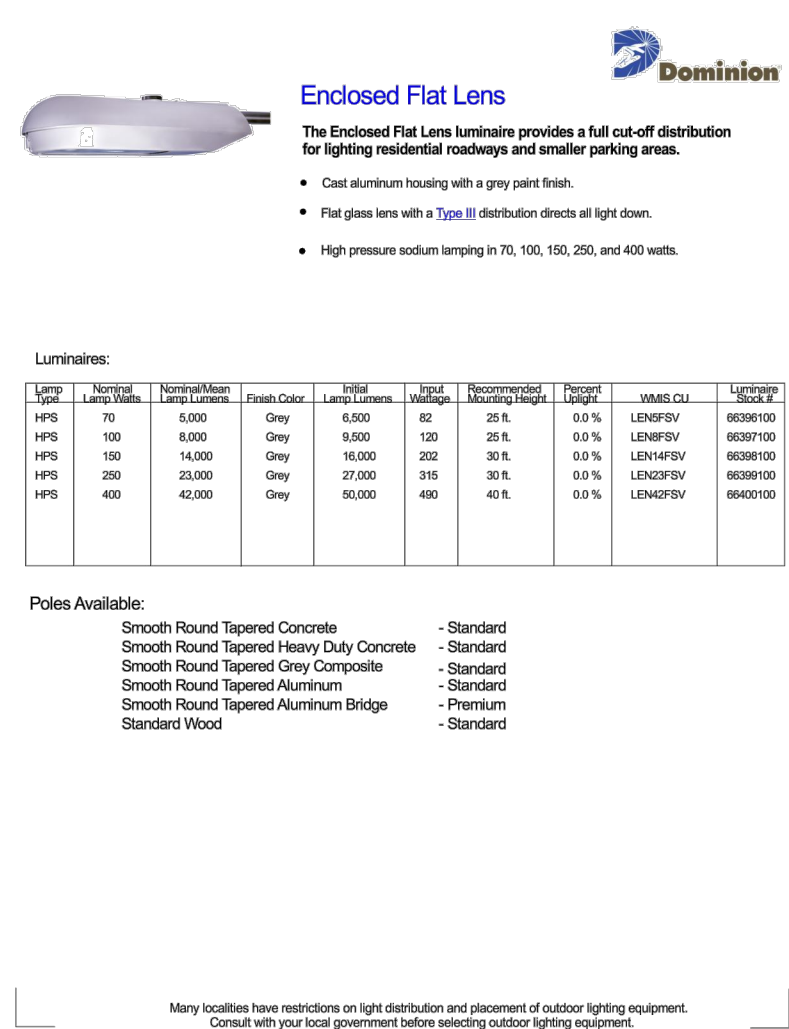 Dominion
Enclosed Flat Lens
The Enclosed Flat Lens luminaire provides a full cut-off distribution
for lighting residential roadways and smaller parking areas.
• Cast aluminum housing with a grey paint finish.
• Flat glass lens with a Type III distribution directs all light down.
• High pressure sodium lamping in 70, 100, 150, 250, and 400 watts.
Luminaires:
Lamp Type | Nominal Lamp Watts | Nominal/Mean Lamp Lumens | Finish Color | Initial Lamp Lumens | Input Wattage | Recommended Mounting Height | Percent Uplight | WMIS CU | Luminaire Stock #
HPS 70 5,000 Grey 6,500 82 25 ft. 0.0 % LEN5FSV 66396100
HPS 100 8,000 Grey 9,500 120 25 ft. 0.0 % LEN8FSV 66397100
HPS 150 14,000 Grey 16,000 202 30 ft. 0.0 % LEN14FSV 66398100
HPS 250 23,000 Grey 27,000 315 30 ft. 0.0 % LEN23FSV 66399100
HPS 400 42,000 Grey 50,000 490 40 ft. 0.0 % LEN42FSV 66400100
Poles Available:
Smooth Round Tapered Concrete - Standard
Smooth Round Tapered Heavy Duty Concrete - Standard
Smooth Round Tapered Grey Composite - Standard
Smooth Round Tapered Aluminum - Standard
Smooth Round Tapered Aluminum Bridge - Premium
Standard Wood - Standard
Many localities have restrictions on light distribution and placement of outdoor lighting equipment.
Consult with your local government before selecting outdoor lighting equipment.